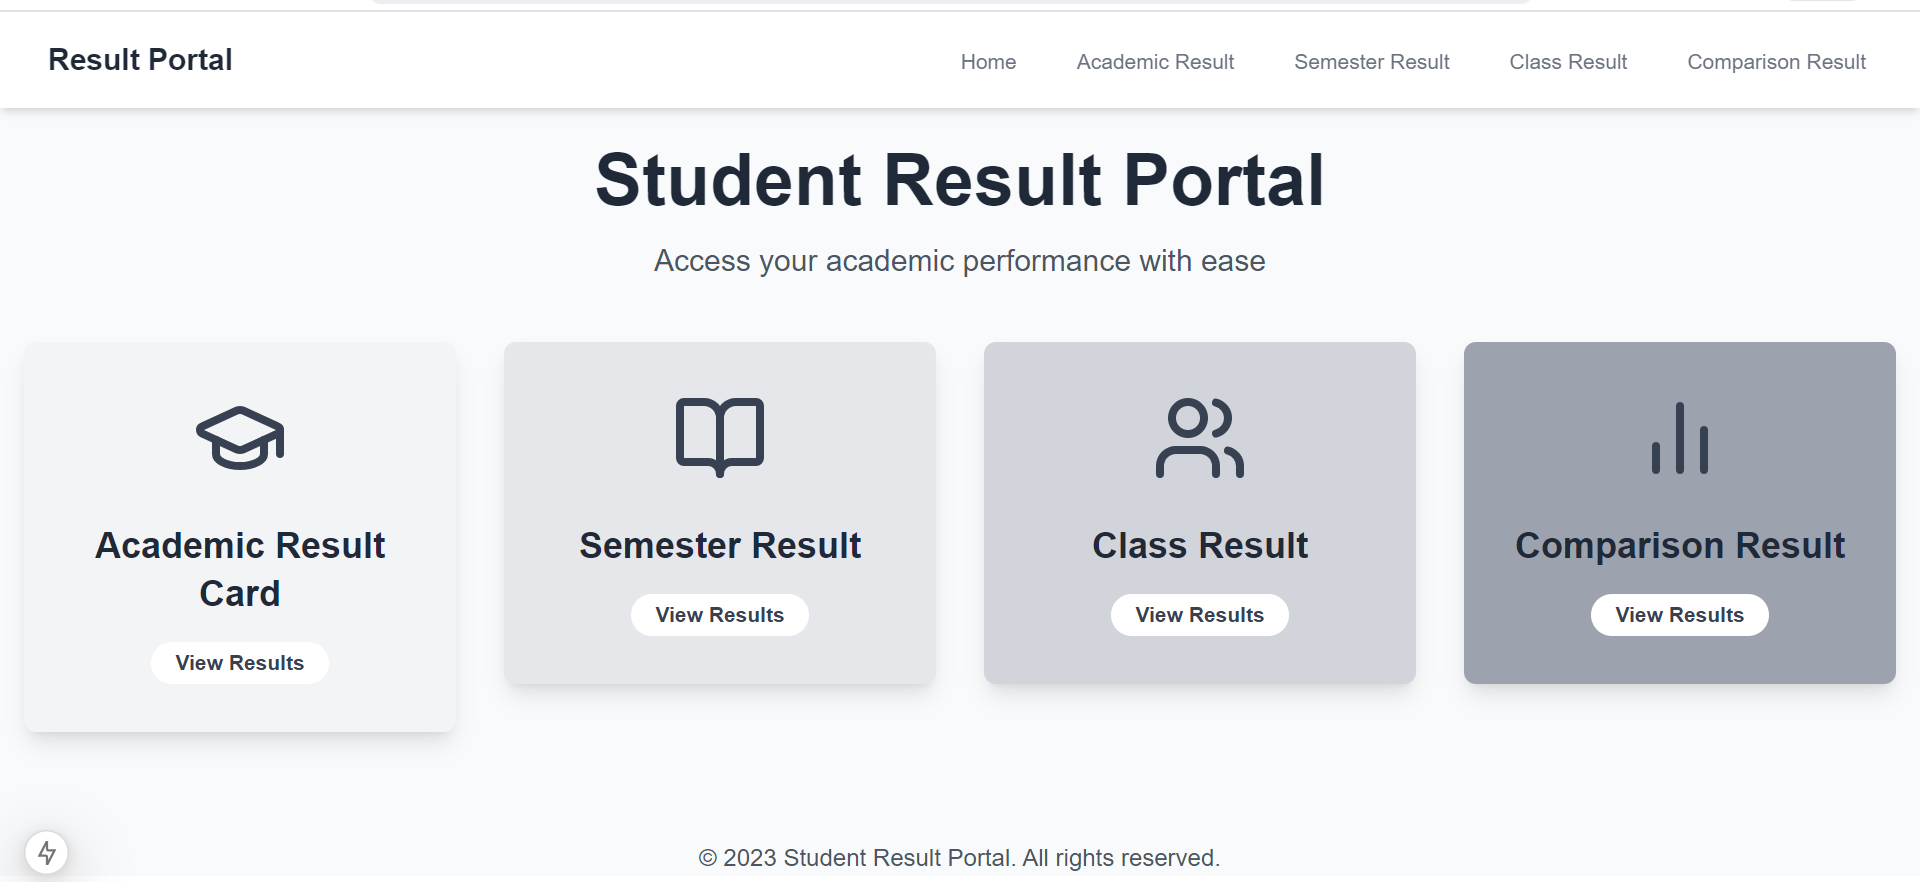 Result Portal
Home
Academic Result
Semester Result
Class Result
Comparison Result
Student Result Portal
Access your academic performance with ease
Academic Result
Card
View Results
Semester Result
View Results
Class Result
View Results
Comparison Result
View Results
© 2023 Student Result Portal. All rights reserved.